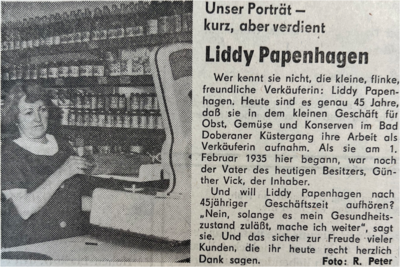 Unser Porträt –
kurz, aber verdient
Liddy Papenhagen
Wer kennt sie nicht, die kleine, flinke,
freundliche Verkäuferin: Liddy Papen-
hagen. Heute sind es genau 45 Jahre,
daß sie in dem kleinen Geschäft für
Obst, Gemüse und Konserven im Bad
Doberaner Küstergang ihre Arbeit als
Verkäuferin aufnahm. Als sie am 1.
Februar 1935 hier begann, war noch
der Vater des heutigen Besitzers, Gün-
ther Vick, der Inhaber.
Und will Liddy Papenhagen nach
45jähriger Geschäftszeit aufhören?
„Nein, solange es mein Gesundheits-
zustand zuläßt, mache ich weiter", sagt
sie. Und das sicher zur Freude vieler
Kunden, die ihr heute recht herzlich
Dank sagen. Foto: R. Peter